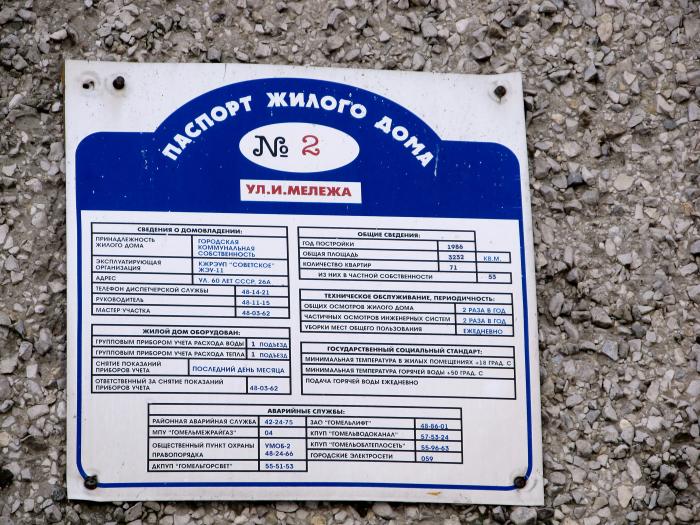 ПАСПОРТ ЖИЛОГО ДОМА
№ 2
УЛ.И.МЕЛЕЖА
СВЕДЕНИЯ О ДОМОВЛАДЕНИИ:
ПРИНАДЛЕЖНОСТЬ ЖИЛОГО ДОМА ГОРОДСКАЯ КОММУНАЛЬНАЯ СОБСТВЕННОСТЬ
ЭКСПЛУАТИРУЮЩАЯ ОРГАНИЗАЦИЯ КЖРЭУП "СОВЕТСКОЕ" ЖЭУ-11
АДРЕС УЛ. 60 ЛЕТ СССР, 26А
ТЕЛЕФОН ДИСПЕТЧЕРСКОЙ СЛУЖБЫ 48-14-21
РУКОВОДИТЕЛЬ 48-11-15
МАСТЕР УЧАСТКА 48-03-62
ЖИЛОЙ ДОМ ОБОРУДОВАН:
ГРУППОВЫМ ПРИБОРОМ УЧЕТА РАСХОДА ВОДЫ 1 ПОДЪЕЗД
ГРУППОВЫМ ПРИБОРОМ УЧЕТА РАСХОДА ТЕПЛА 1 ПОДЪЕЗД
СНЯТИЕ ПОКАЗАНИЙ ПРИБОРОВ УЧЕТА ПОСЛЕДНИЙ ДЕНЬ МЕСЯЦА
ОТВЕТСТВЕННЫЙ ЗА СНЯТИЕ ПОКАЗАНИЙ ПРИБОРОВ УЧЕТА 48-03-62
ОБЩИЕ СВЕДЕНИЯ:
ГОД ПОСТРОЙКИ 1986
ОБЩАЯ ПЛОЩАДЬ 3232 КВ.М.
КОЛИЧЕСТВО КВАРТИР 71
ИЗ НИХ В ЧАСТНОЙ СОБСТВЕННОСТИ 53
ТЕХНИЧЕСКОЕ ОБСЛУЖИВАНИЕ, ПЕРИОДИЧНОСТЬ:
ОБЩИХ ОСМОТРОВ ЖИЛОГО ДОМА 2 РАЗА В ГОД
ЧАСТИЧНЫХ ОСМОТРОВ ИНЖЕНЕРНЫХ СИСТЕМ 2 РАЗА В ГОД
УБОРКИ МЕСТ ОБЩЕГО ПОЛЬЗОВАНИЯ ЕЖЕДНЕВНО
ГОСУДАРСТВЕННЫЙ СОЦИАЛЬНЫЙ СТАНДАРТ:
МИНИМАЛЬНАЯ ТЕМПЕРАТУРА В ЖИЛЫХ ПОМЕЩЕНИЯХ +18 ГРАД. С
МИНИМАЛЬНАЯ ТЕМПЕРАТУРА ГОРЯЧЕЙ ВОДЫ +50 ГРАД. С
ПОДАЧА ГОРЯЧЕЙ ВОДЫ ЕЖЕДНЕВНО
АВАРИЙНЫЕ СЛУЖБЫ:
РАЙОННАЯ АВАРИЙНАЯ СЛУЖБА 42-24-75
МПУ "ГОМЕЛЬМЕЖРАЙГАЗ" 04
ОБЩЕСТВЕННЫЙ ПУНКТ ОХРАНЫ ПРАВОПОРЯДКА УМОБ-2 48-24-66
ДКПУП "ГОМЕЛЬГОРСВЕТ" 55-51-53
ЗАО "ГОМЕЛЬЛИФТ" 48-86-01
КПУП "ГОМЕЛЬВОДОКАНАЛ" 57-53-24
КПУП "ГОМЕЛЬОБЛТЕПЛОСЕТЬ" 55-96-63
ГОРОДСКИЕ ЭЛЕКТРОСЕТИ 059